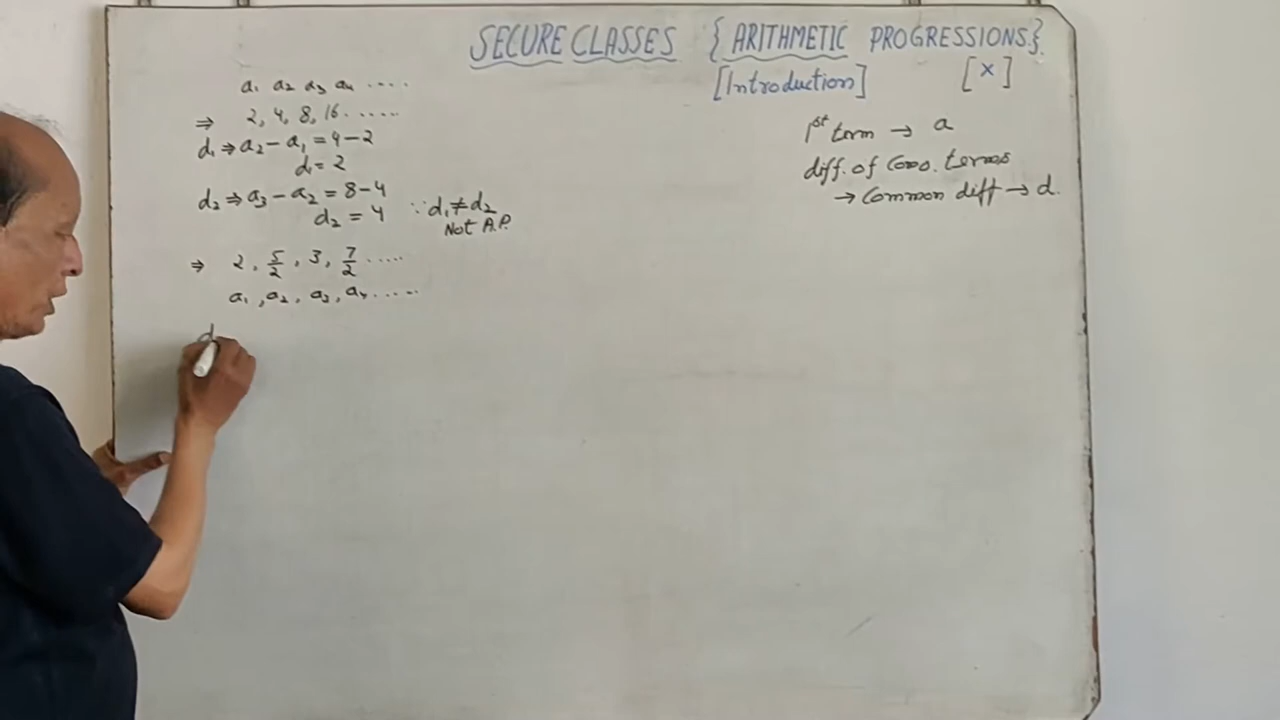 SECURE CLASSES { ARITHMETIC PROGRESSIONS }
[Introduction] [X]
a₁ a₂ a₃ a₄ ....
⇒ 2, 4, 8, 16 ......
d₁ ⇒ a₂ - a₁ = 4 - 2
d₁ = 2
d₂ ⇒ a₃ - a₂ = 8 - 4
d₂ = 4 ∵ d₁ ≠ d₂
Not A.P.
⇒ 2, 5/2, 3, 7/2 .....
a₁, a₂, a₃, a₄ .....
d
1st term → a
diff. of Cons. terms
→ Common diff → d.